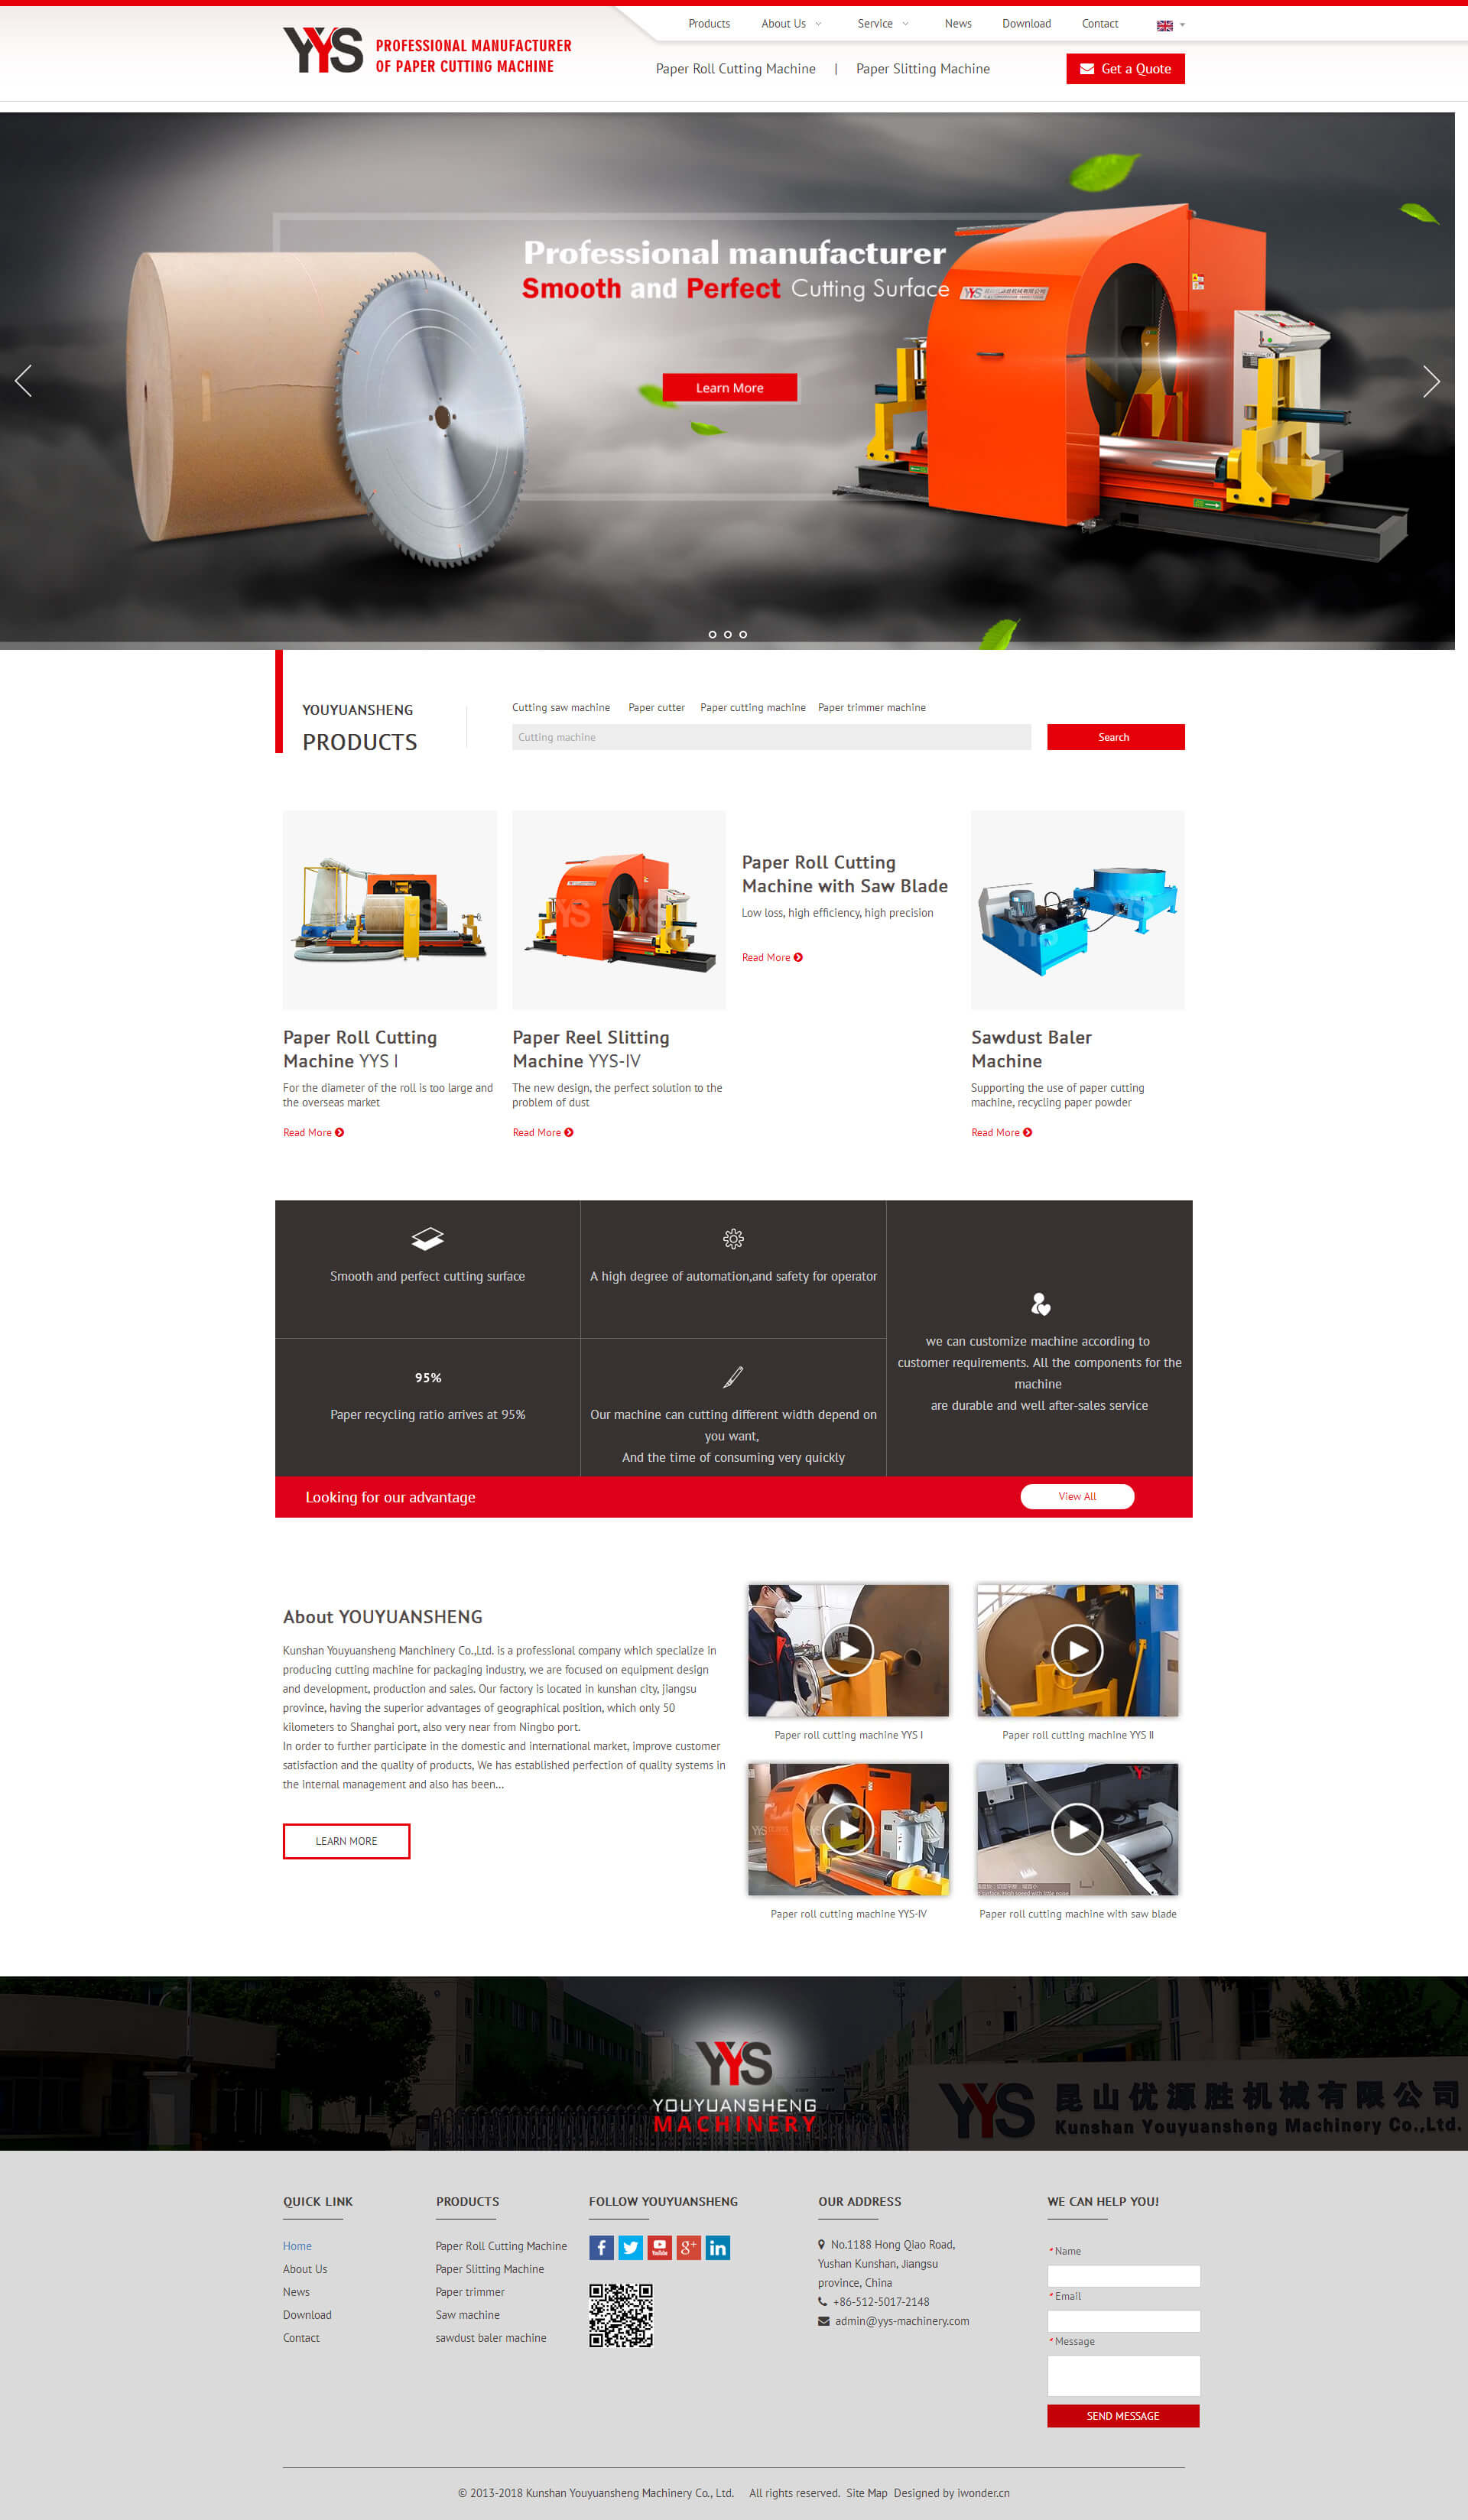 Products About Us Service News Download Contact
YYS PROFESSIONAL MANUFACTURER
OF PAPER CUTTING MACHINE
Paper Roll Cutting Machine | Paper Slitting Machine
Get a Quote
Professional manufacturer
Smooth and Perfect Cutting Surface
YYS
Learn More
YOUYUANSHENG
PRODUCTS
Cutting saw machine Paper cutter Paper cutting machine Paper trimmer machine
Cutting machine
Search
YYS
YYS YYS
Paper Roll Cutting
Machine with Saw Blade
Low loss, high efficiency, high precision
Read More
YYS
Paper Roll Cutting
Machine YYS I
For the diameter of the roll is too large and
the overseas market
Read More
Paper Reel Slitting
Machine YYS-IV
The new design, the perfect solution to the
problem of dust
Read More
Sawdust Baler
Machine
Supporting the use of paper cutting
machine, recycling paper powder
Read More
Smooth and perfect cutting surface
A high degree of automation,and safety for operator
we can customize machine according to
customer requirements. All the components for the
machine
are durable and well after-sales service
95%
Paper recycling ratio arrives at 95%
Our machine can cutting different width depend on
you want,
And the time of consuming very quickly
Looking for our advantage
View All
About YOUYUANSHENG
Kunshan Youyuansheng Manchinery Co.,Ltd. is a professional company which specialize in
producing cutting machine for packaging industry, we are focused on equipment design
and development, production and sales. Our factory is located in kunshan city, jiangsu
province, having the superior advantages of geographical position, which only 50
kilometers to Shanghai port, also very near from Ningbo port.
In order to further participate in the domestic and international market, improve customer
satisfaction and the quality of products, We has established perfection of quality systems in
the internal management and also has been...
LEARN MORE
Paper roll cutting machine YYS I
Paper roll cutting machine YYS II
YYS
YYS
Paper roll cutting machine YYS-IV
Paper roll cutting machine with saw blade
YYS
YOUYUANSHENG
MACHINERY
YYS 昆山优源胜机械有限公司
Kunshan Youyuansheng Machinery Co.,Ltd.
QUICK LINK
Home
About Us
News
Download
Contact
PRODUCTS
Paper Roll Cutting Machine
Paper Slitting Machine
Paper trimmer
Saw machine
sawdust baler machine
FOLLOW YOUYUANSHENG
OUR ADDRESS
No.1188 Hong Qiao Road,
Yushan Kunshan, Jiangsu
province, China
+86-512-5017-2148
admin@yys-machinery.com
WE CAN HELP YOU!
* Name
* Email
* Message
SEND MESSAGE
© 2013-2018 Kunshan Youyuansheng Machinery Co., Ltd. All rights reserved. Site Map Designed by iwonder.cn